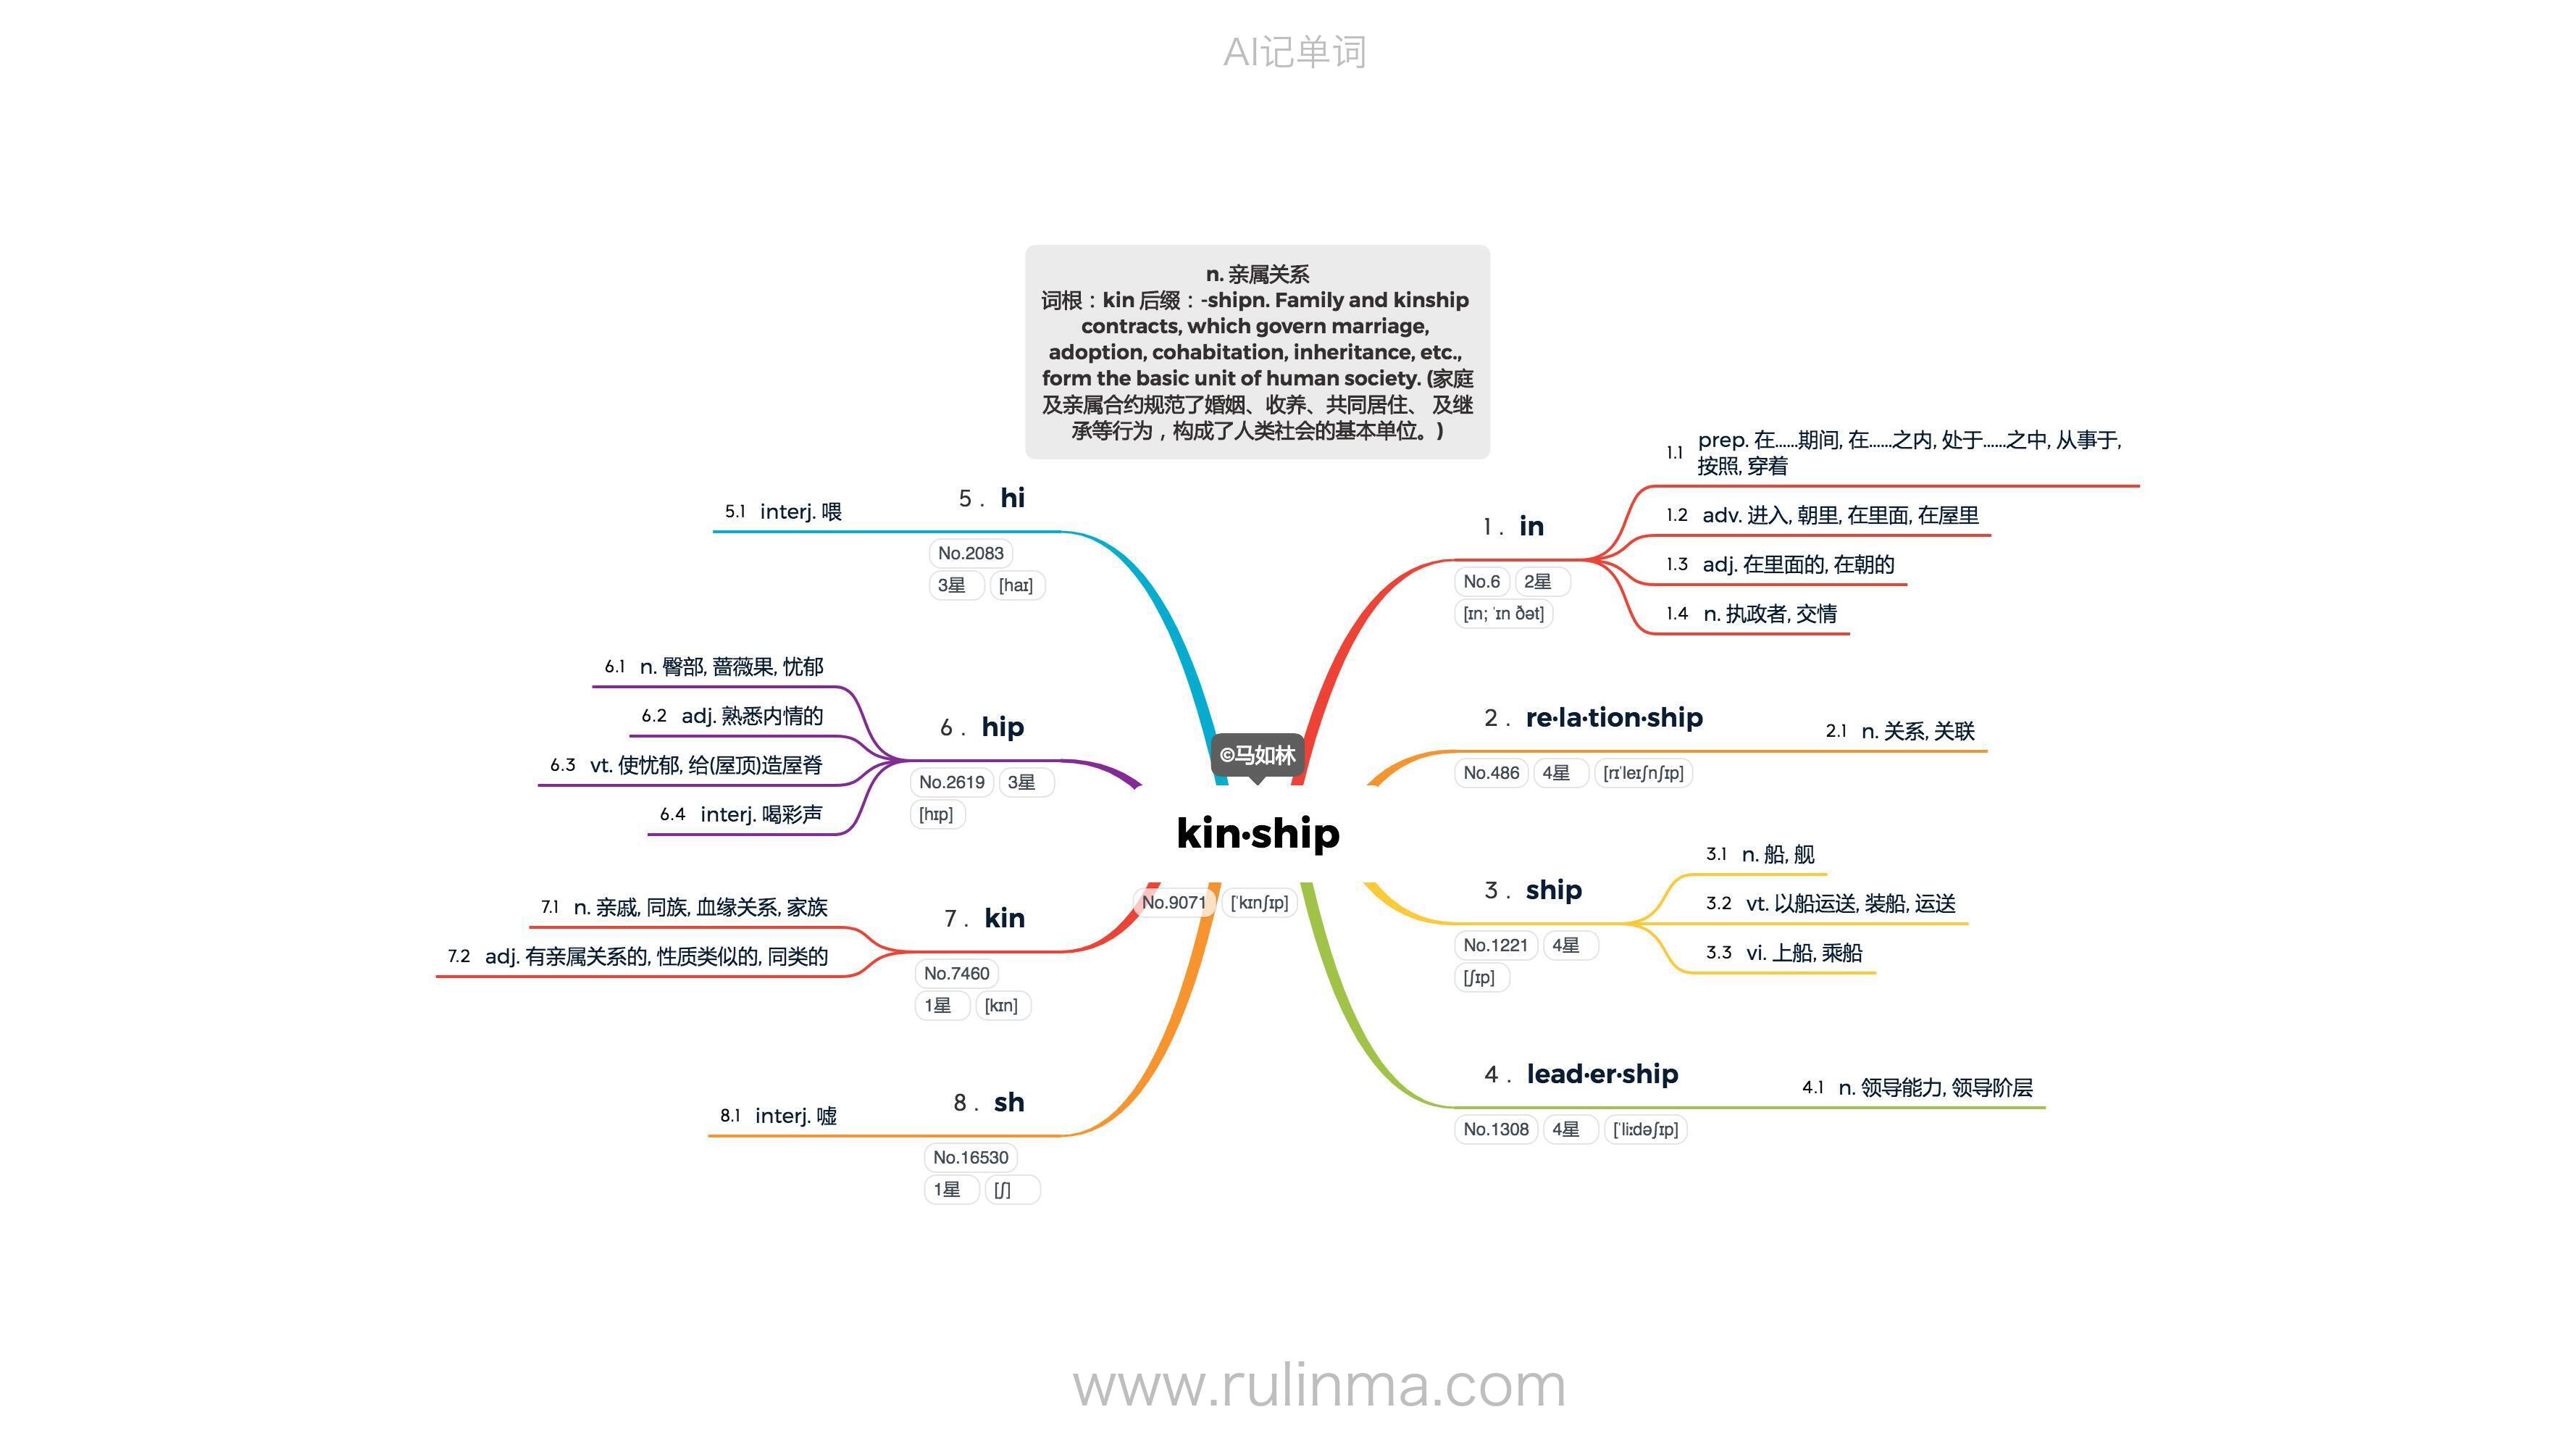 AI记单词
n. 亲属关系
词根：kin 后缀：-shipn. Family and kinship
contracts, which govern marriage,
adoption, cohabitation, inheritance, etc.,
form the basic unit of human society. (家庭
及亲属合约规范了婚姻、收养、共同居住、 及继
承等行为，构成了人类社会的基本单位。)
©马如林
kin·ship
No.9071 [ˈkɪnʃɪp]
1. in
No.6 2星
[ɪn; ˈɪn ðət]
1.1 prep. 在......期间, 在......之内, 处于......之中, 从事于,
按照, 穿着
1.2 adv. 进入, 朝里, 在里面, 在屋里
1.3 adj. 在里面的, 在朝的
1.4 n. 执政者, 交情
2. re·la·tion·ship
No.486 4星 [rɪˈleɪʃnʃɪp]
2.1 n. 关系, 关联
3. ship
No.1221 4星
[ʃɪp]
3.1 n. 船, 舰
3.2 vt. 以船运送, 装船, 运送
3.3 vi. 上船, 乘船
4. lead·er·ship
No.1308 4星 [ˈliːdəʃɪp]
4.1 n. 领导能力, 领导阶层
5. hi
No.2083
3星 [haɪ]
5.1 interj. 喂
6. hip
No.2619 3星
[hɪp]
6.1 n. 臀部, 蔷薇果, 忧郁
6.2 adj. 熟悉内情的
6.3 vt. 使忧郁, 给(屋顶)造屋脊
6.4 interj. 喝彩声
7. kin
No.7460
1星 [kɪn]
7.1 n. 亲戚, 同族, 血缘关系, 家族
7.2 adj. 有亲属关系的, 性质类似的, 同类的
8. sh
No.16530
1星 [ʃ]
8.1 interj. 嘘
www.rulinma.com